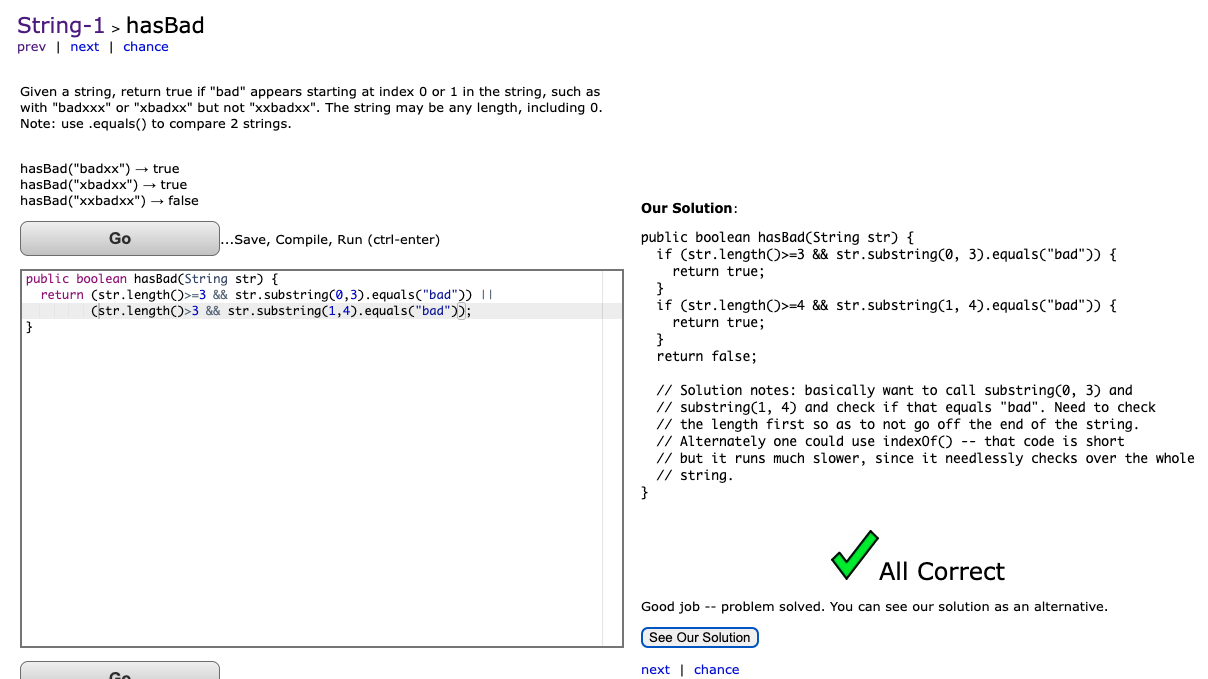 String-1 > hasBad
prev | next | chance
Given a string, return true if "bad" appears starting at index 0 or 1 in the string, such as
with "badxxx" or "xbadxx" but not "xxbadxx". The string may be any length, including 0.
Note: use .equals() to compare 2 strings.
hasBad("badxx") → true
hasBad("xbadxx") → true
hasBad("xxbadxx") → false
Go
...Save, Compile, Run (ctrl-enter)
public boolean hasBad(String str) {
  return (str.length()>=3 && str.substring(0,3).equals("bad")) ||
         (str.length()>3 && str.substring(1,4).equals("bad"));
}
Go
Our Solution:
public boolean hasBad(String str) {
  if (str.length()>=3 && str.substring(0, 3).equals("bad")) {
    return true;
  }
  if (str.length()>=4 && str.substring(1, 4).equals("bad")) {
    return true;
  }
  return false;
  // Solution notes: basically want to call substring(0, 3) and
  // substring(1, 4) and check if that equals "bad". Need to check
  // the length first so as to not go off the end of the string.
  // Alternately one could use indexOf() -- that code is short
  // but it runs much slower, since it needlessly checks over the whole
  // string.
}
All Correct
Good job -- problem solved. You can see our solution as an alternative.
See Our Solution
next | chance